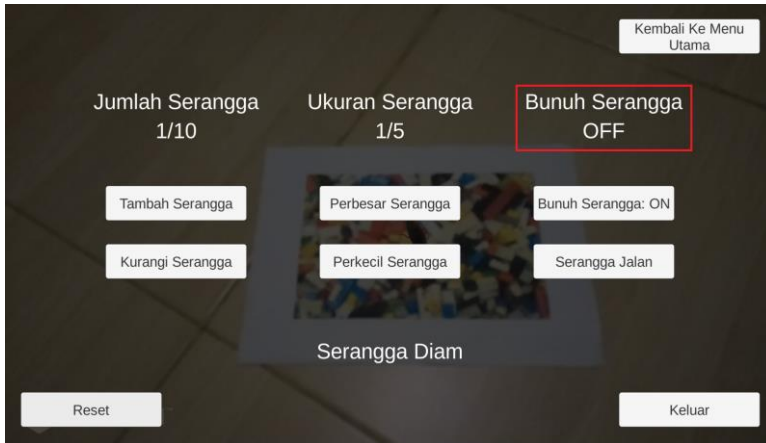 Kembali Ke Menu
Utama
Jumlah Serangga
1/10
Ukuran Serangga
1/5
Bunuh Serangga
OFF
Tambah Serangga
Perbesar Serangga
Bunuh Serangga: ON
Kurangi Serangga
Perkecil Serangga
Serangga Jalan
Serangga Diam
Reset
Keluar